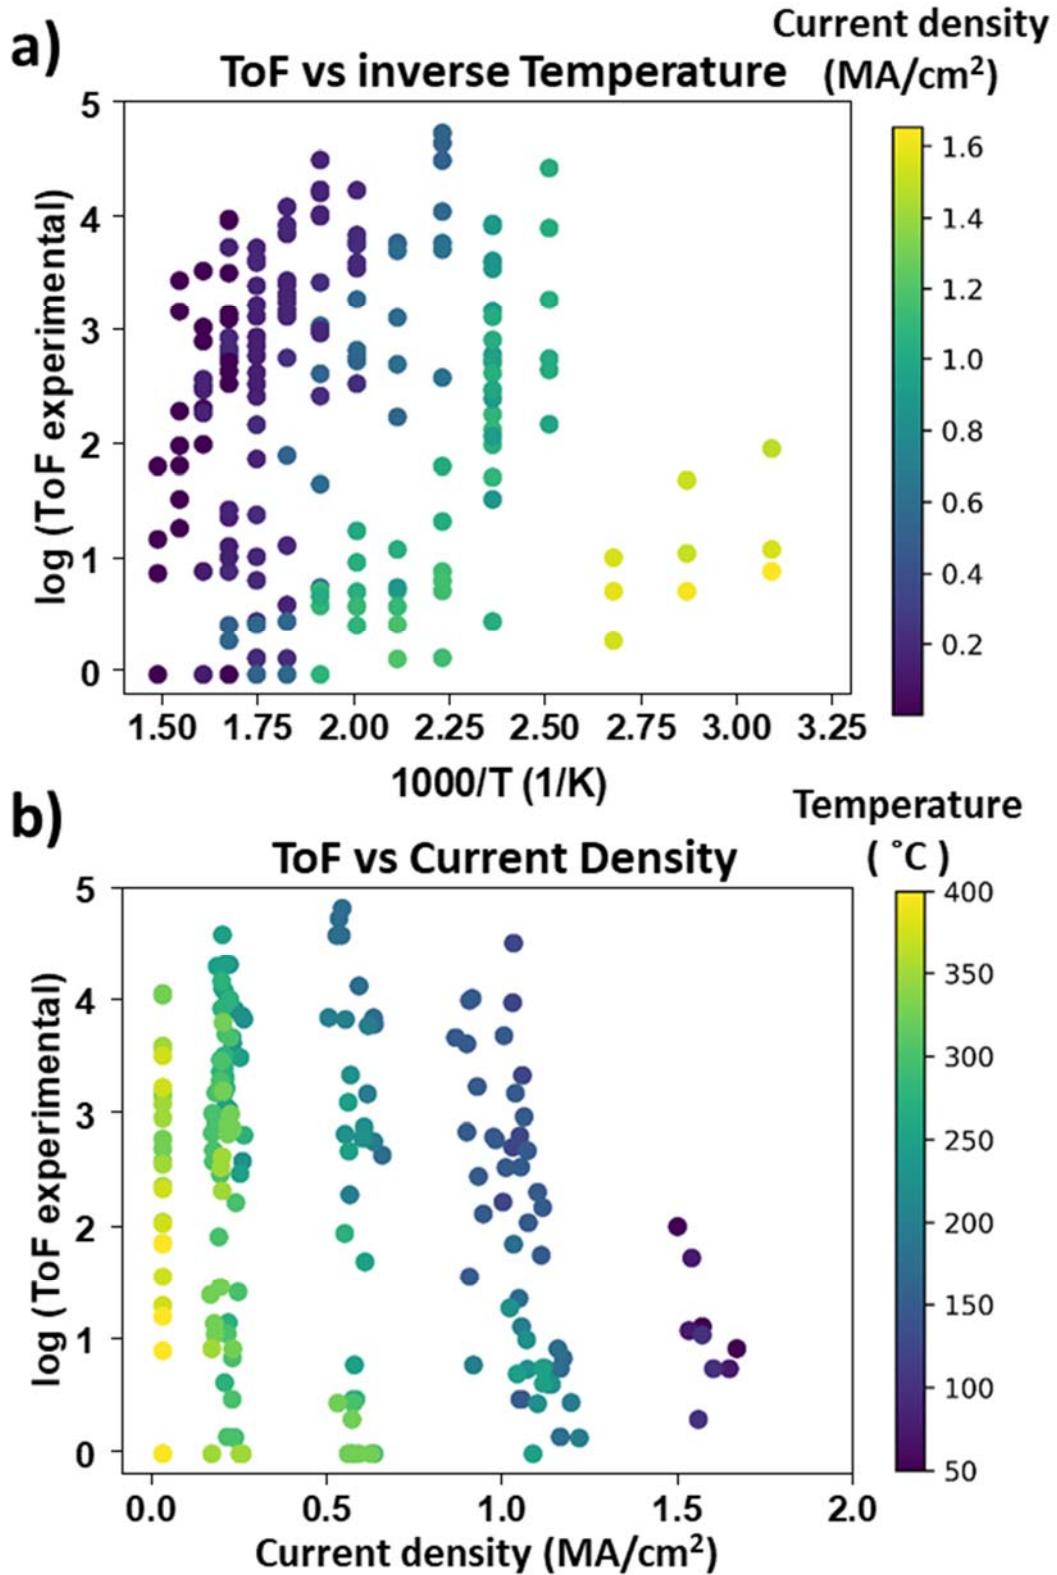 a)
Current density
(MA/cm²)
ToF vs inverse Temperature
5
4
3
2
1
0
log (ToF experimental)
1.6
1.4
1.2
1.0
0.8
0.6
0.4
0.2
1.50 1.75 2.00 2.25 2.50 2.75 3.00 3.25
1000/T (1/K)
b)
Temperature
( ˚C )
ToF vs Current Density
5
4
3
2
1
0
log (ToF experimental)
400
350
300
250
200
150
100
50
0.0 0.5 1.0 1.5 2.0
Current density (MA/cm²)